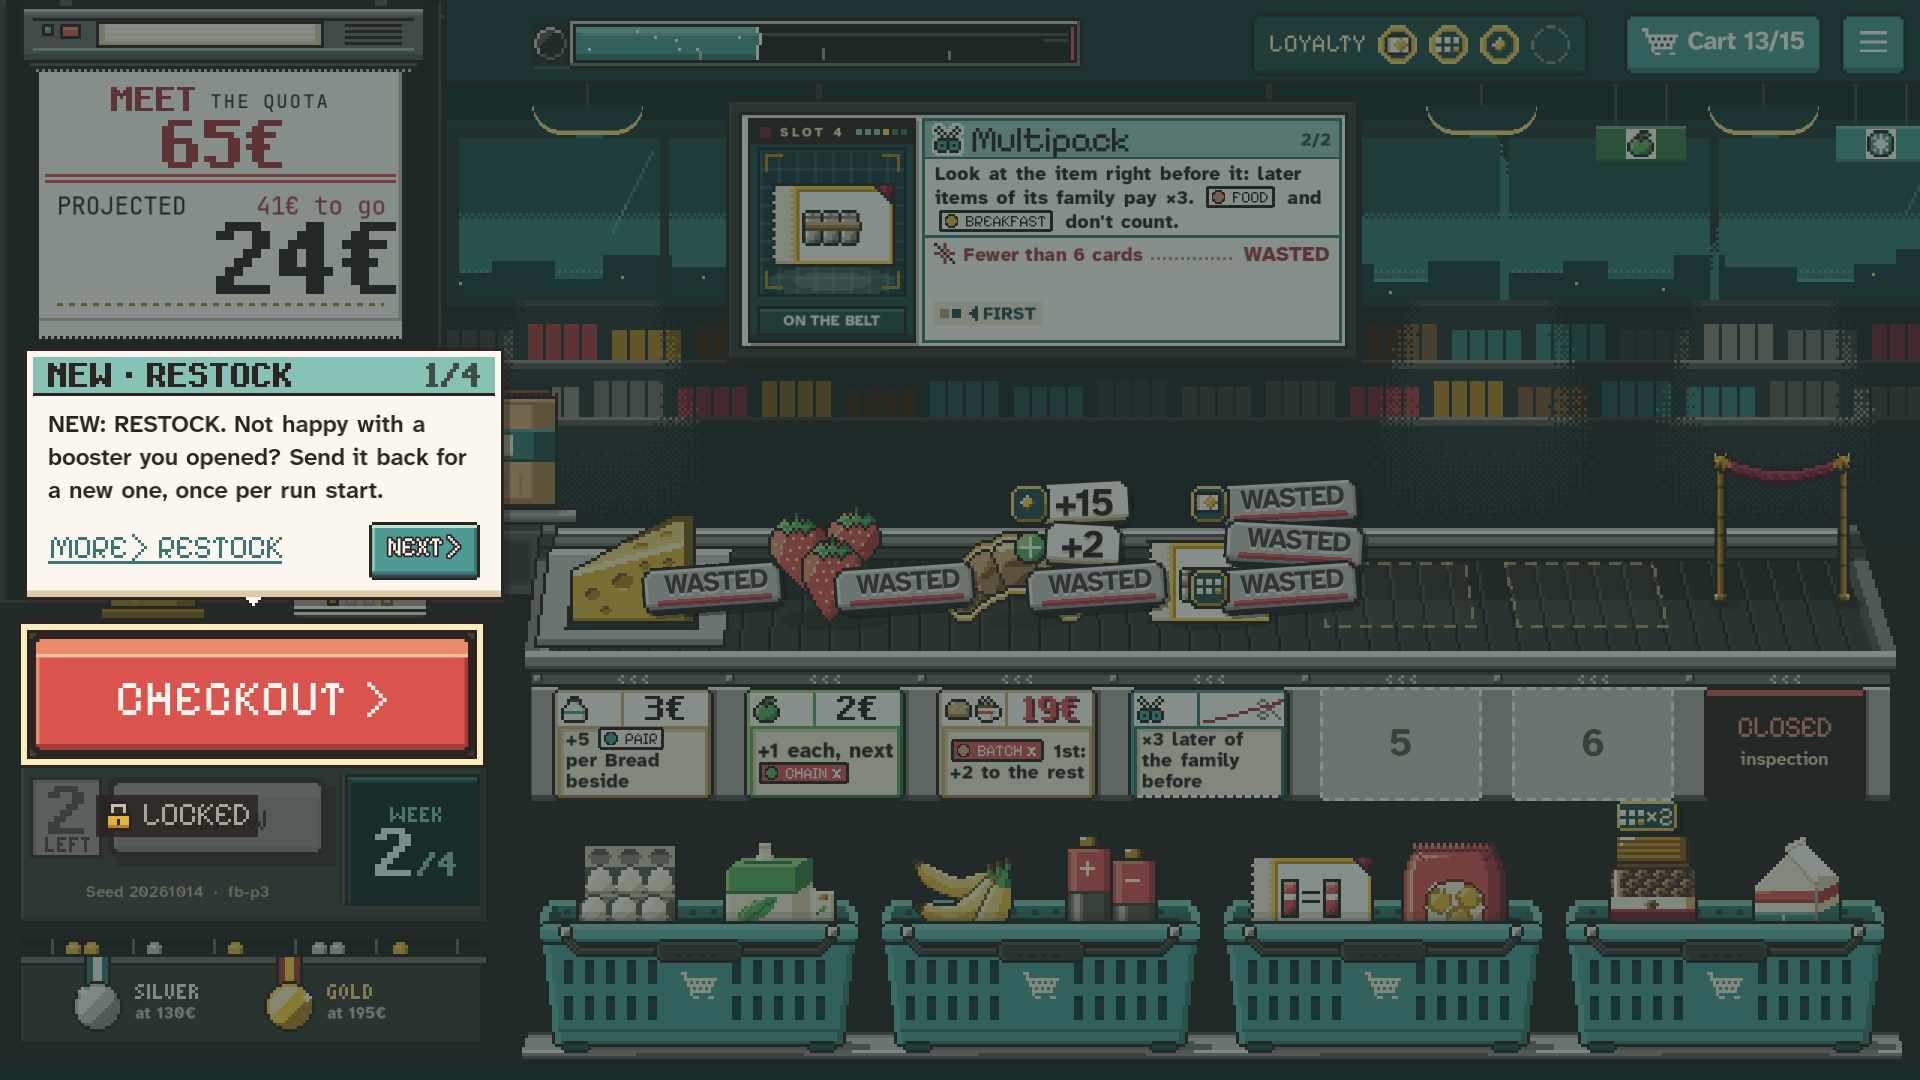 MEET THE QUOTA
65€
PROJECTED 41€ to go
24€
NEW · RESTOCK 1/4
NEW: RESTOCK. Not happy with a
booster you opened? Send it back for
a new one, once per run start.
MORE > RESTOCK
NEXT >
CHECKOUT >
2 LEFT
LOCKED
WEEK
2/4
Seed 20261014 · fb-p3
SILVER
at 130€
GOLD
at 195€
LOYALTY
Cart 13/15
SLOT 4
ON THE BELT
Multipack 2/2
Look at the item right before it: later
items of its family pay ×3. FOOD and
BREAKFAST don't count.
Fewer than 6 cards WASTED
FIRST
WASTED
WASTED
+15
+2
WASTED
WASTED
WASTED
WASTED
3€
+5 PAIR
per Bread
beside
2€
+1 each, next
CHAIN x
19€
BATCH x 1st:
+2 to the rest
×3 later of
the family
before
5
6
CLOSED
inspection
×2